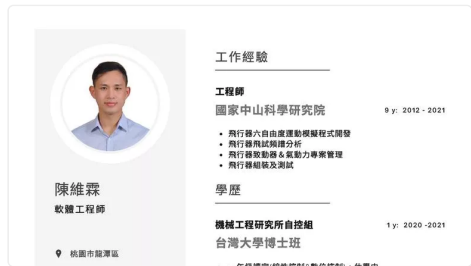 陳維霖
軟體工程師
桃園市龍潭區
工作經驗
工程師
國家中山科學研究院
9 y: 2012 - 2021
飛行器六自由度運動模擬程式開發
飛行器飛試頻譜分析
飛行器致動器&氣動力專案管理
飛行器組裝及測試
學歷
機械工程研究所自控組
1 y: 2020 -2021
台灣大學博士班